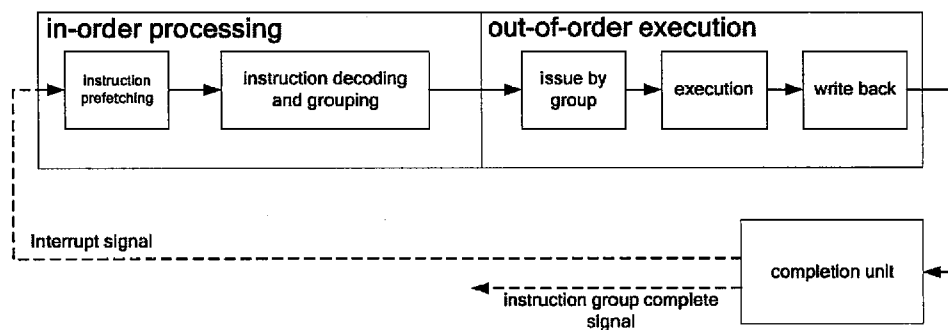 in-order processing
out-of-order execution
instruction
prefetching
instruction decoding
and grouping
issue by
group
execution
write back
Interrupt signal
completion unit
instruction group complete
signal